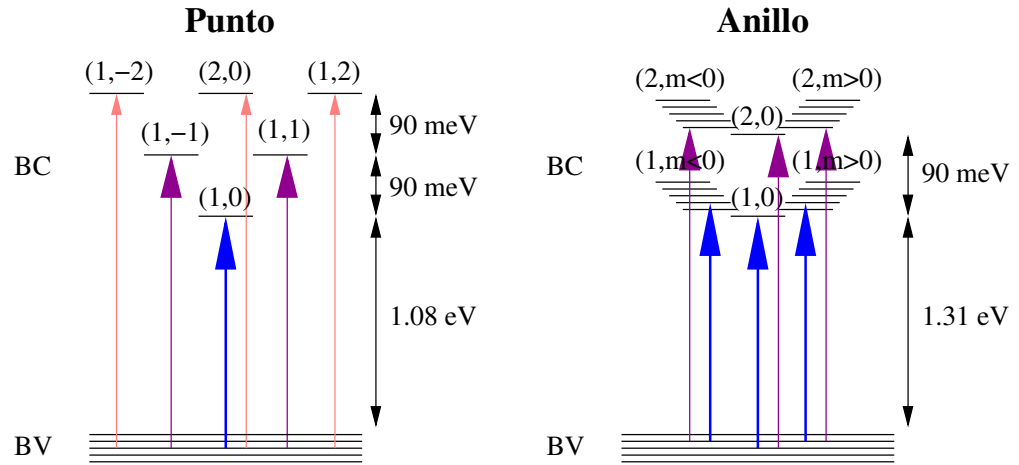 Punto
(1,−2)
(2,0)
(1,2)
(1,−1)
(1,1)
90 meV
BC
(1,0)
90 meV
1.08 eV
BV
Anillo
(2,m<0)
(2,m>0)
(2,0)
BC
(1,m<0)
(1,m>0)
90 meV
(1,0)
1.31 eV
BV